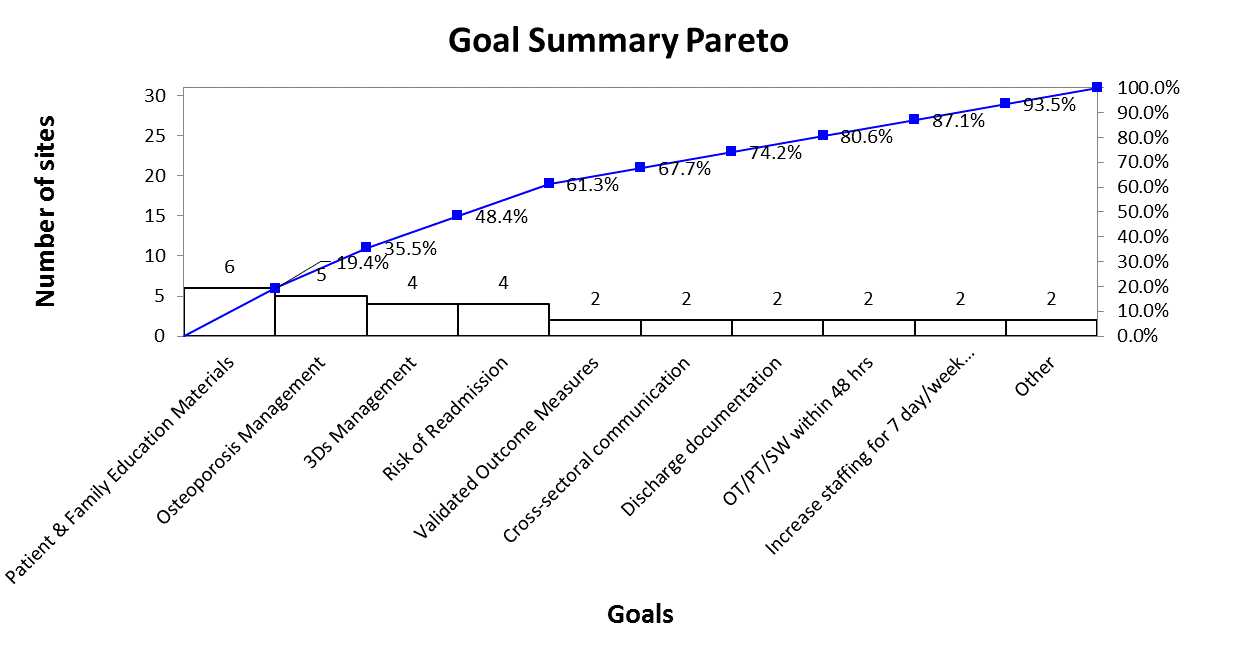 Goal Summary Pareto
Number of sites
30
25
20
15
10
5
0
100.0%
90.0%
80.0%
70.0%
60.0%
50.0%
40.0%
30.0%
20.0%
10.0%
0.0%
6
5
4
4
2
2
2
2
2
2
19.4%
35.5%
48.4%
61.3%
67.7%
74.2%
80.6%
87.1%
93.5%
Patient & Family Education Materials
Osteoporosis Management
3Ds Management
Risk of Readmission
Validated Outcome Measures
Cross-sectoral communication
Discharge documentation
OT/PT/SW within 48 hrs
Increase staffing for 7 day/week...
Other
Goals